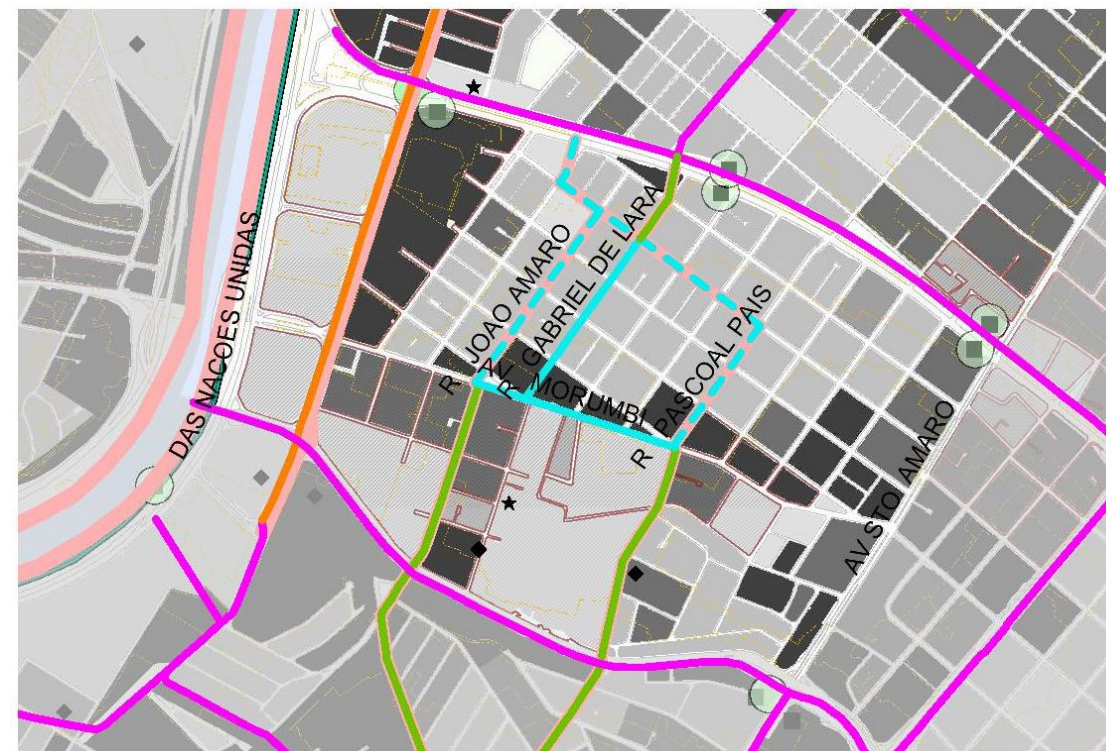 DAS NACOES UNIDAS
R JOAO AMARO
AV MORUMBI
R GABRIEL DE LARA
R PASCOAL PAIS
AV STO AMARO